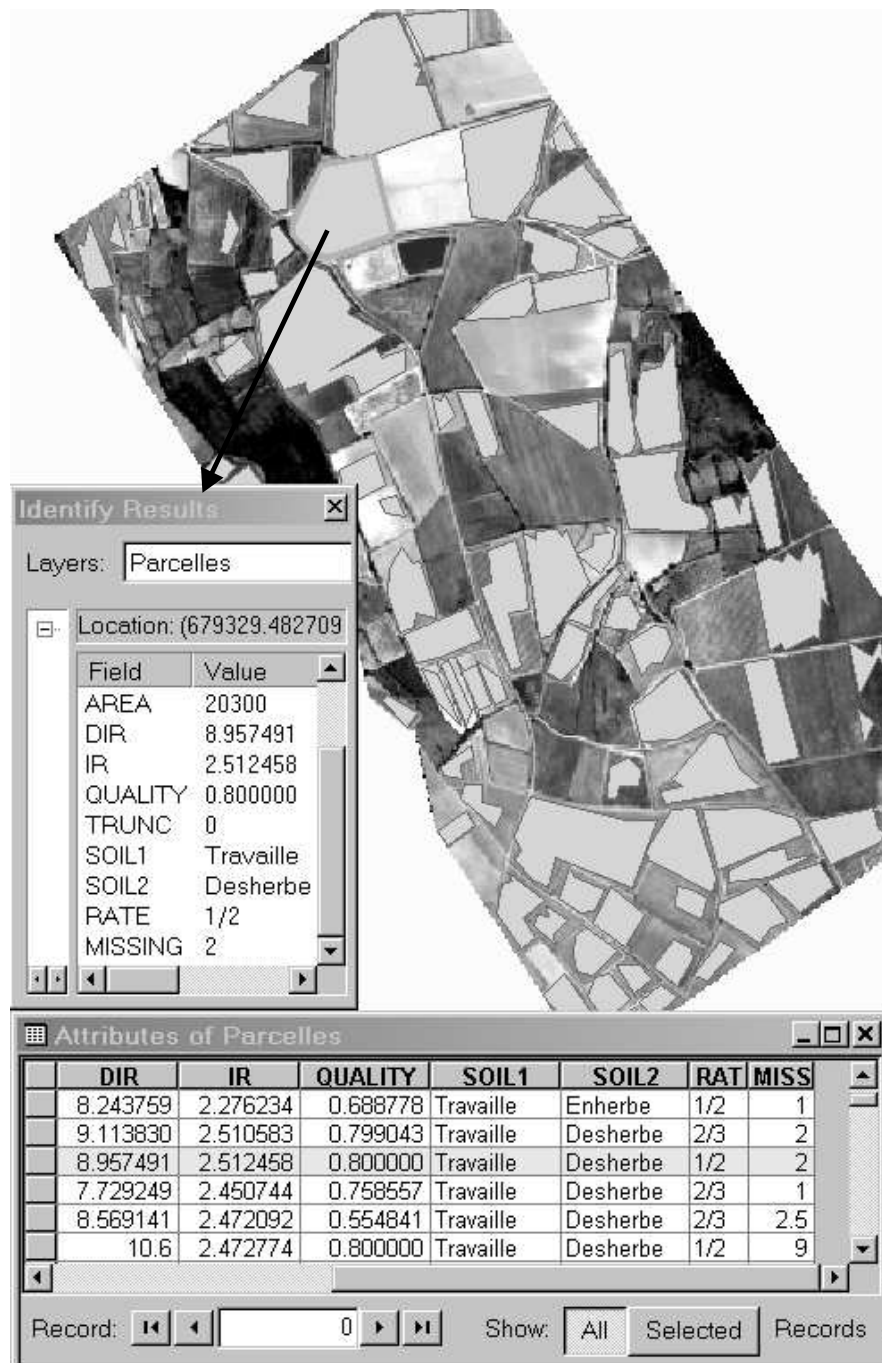 Identify Results
Layers: Parcelles
Location: (679329.482709
Field Value
AREA 20300
DIR 8.957491
IR 2.512458
QUALITY 0.800000
TRUNC 0
SOIL1 Travaille
SOIL2 Desherbe
RATE 1/2
MISSING 2
Attributes of Parcelles
DIR IR QUALITY SOIL1 SOIL2 RAT MISS
8.243759 2.276234 0.688778 Travaille Enherbe 1/2 1
9.113830 2.510583 0.799043 Travaille Desherbe 2/3 2
8.957491 2.512458 0.800000 Travaille Desherbe 1/2 2
7.729249 2.450744 0.758557 Travaille Desherbe 2/3 1
8.569141 2.472092 0.554841 Travaille Desherbe 2/3 2.5
10.6 2.472774 0.800000 Travaille Desherbe 1/2 9
Record: 0 Show: All Selected Records